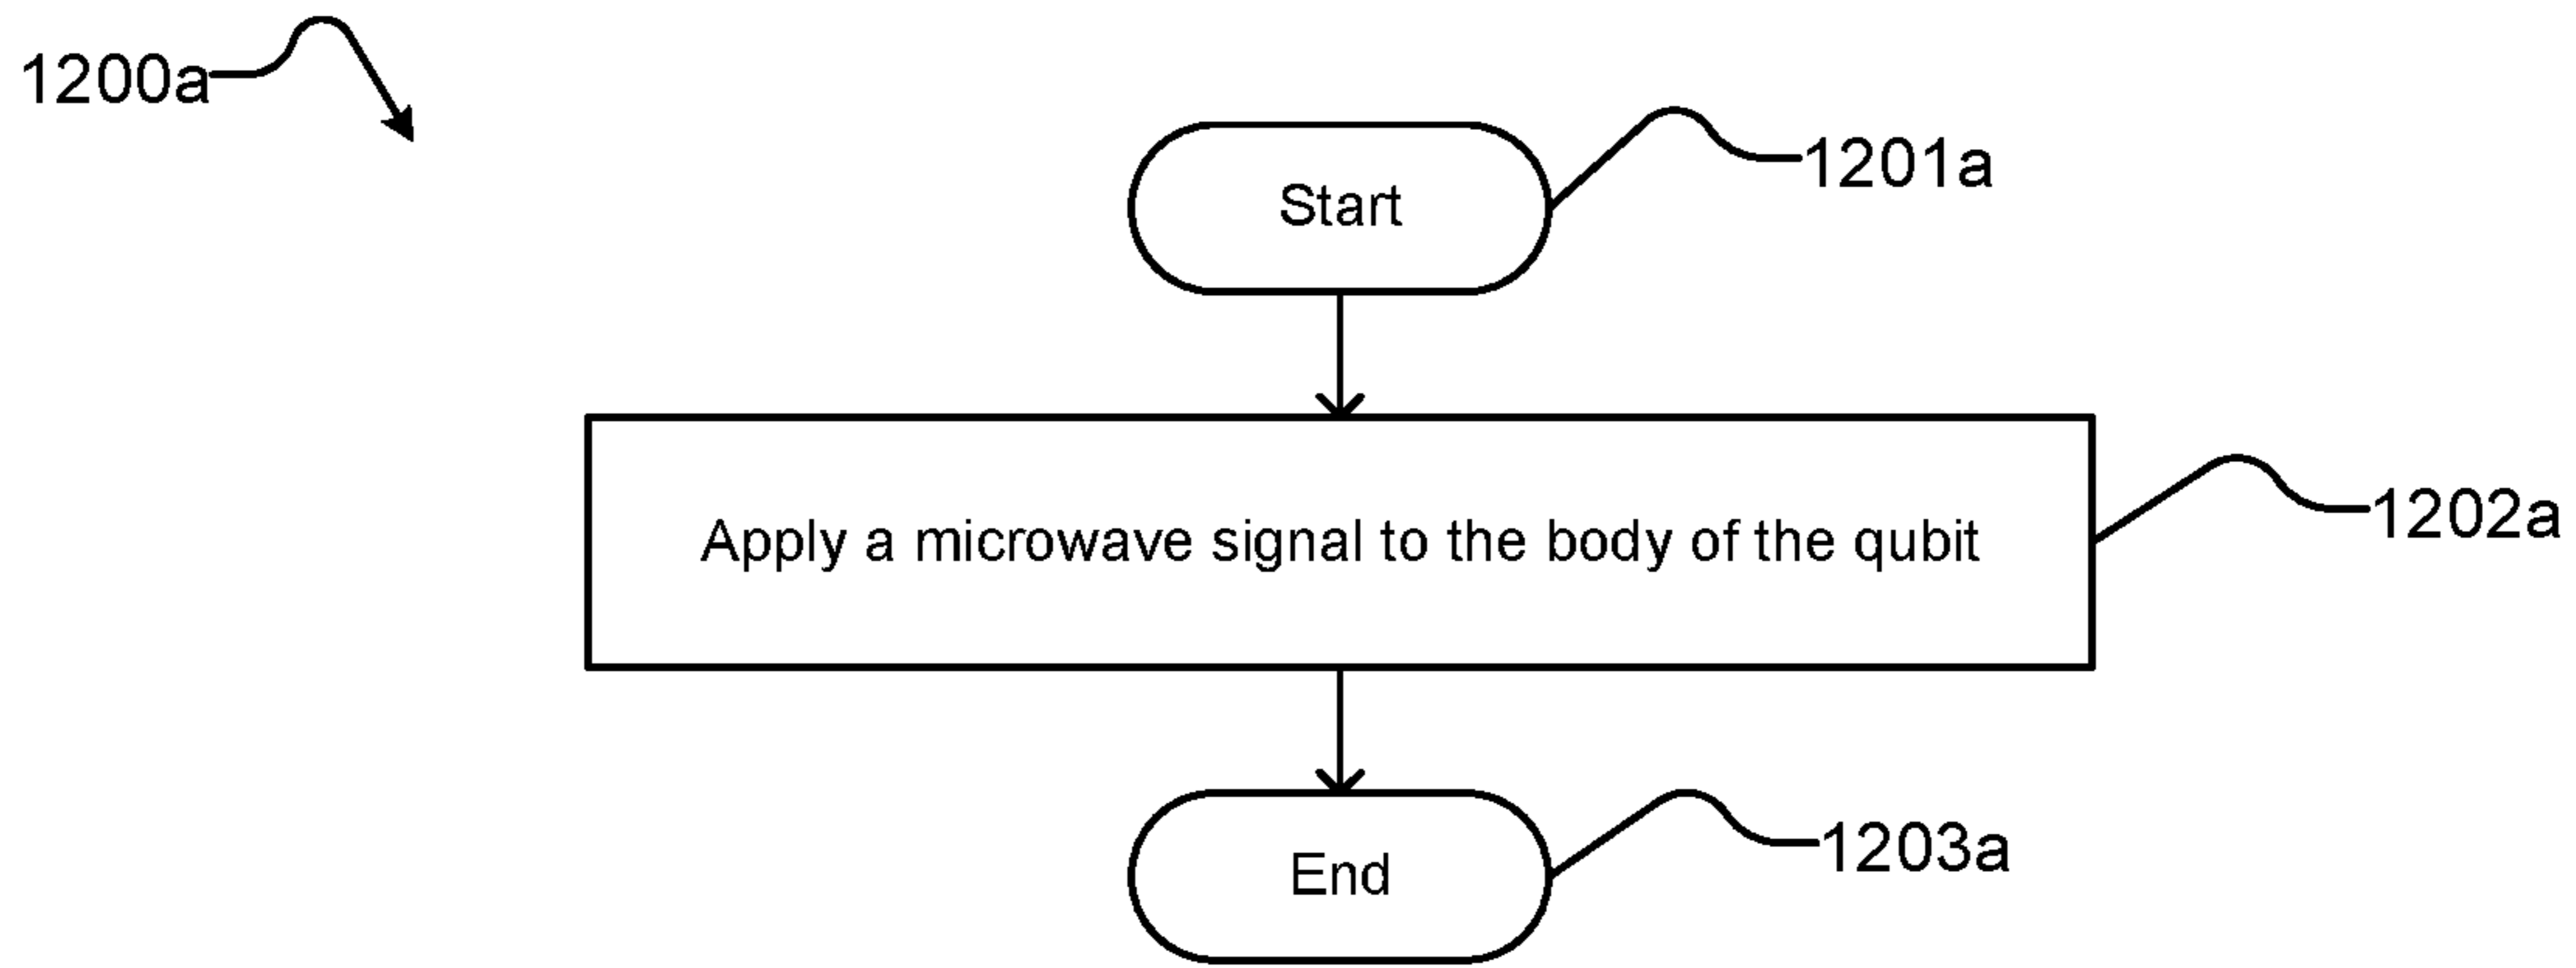 1200a
Start
1201a
Apply a microwave signal to the body of the qubit
1202a
End
1203a